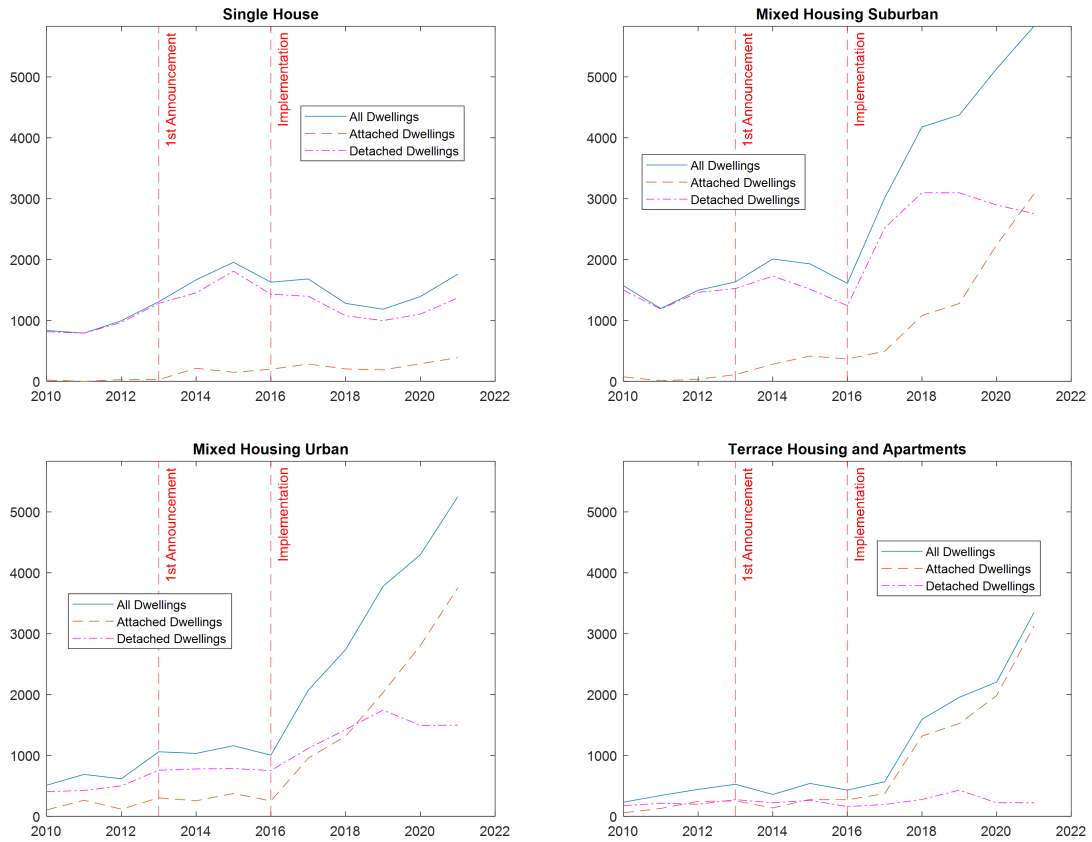 Single House
5000
4000
3000
2000
1000
0
2010
2012
2014
2016
2018
2020
2022
1st Announcement
Implementation
All Dwellings
Attached Dwellings
Detached Dwellings
Mixed Housing Suburban
5000
4000
3000
2000
1000
0
2010
2012
2014
2016
2018
2020
2022
1st Announcement
Implementation
All Dwellings
Attached Dwellings
Detached Dwellings
Mixed Housing Urban
5000
4000
3000
2000
1000
0
2010
2012
2014
2016
2018
2020
2022
1st Announcement
Implementation
All Dwellings
Attached Dwellings
Detached Dwellings
Terrace Housing and Apartments
5000
4000
3000
2000
1000
0
2010
2012
2014
2016
2018
2020
2022
1st Announcement
Implementation
All Dwellings
Attached Dwellings
Detached Dwellings